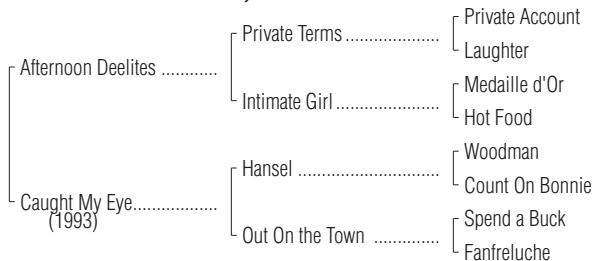 Private Account
Private Terms ...................
Laughter
Afternoon Deelites ............
Medaille d'Or
Intimate Girl .....................
Hot Food
Woodman
Hansel ............................
Count On Bonnie
Caught My Eye..................
(1993)
Spend a Buck
Out On the Town ..............
Fanfreluche